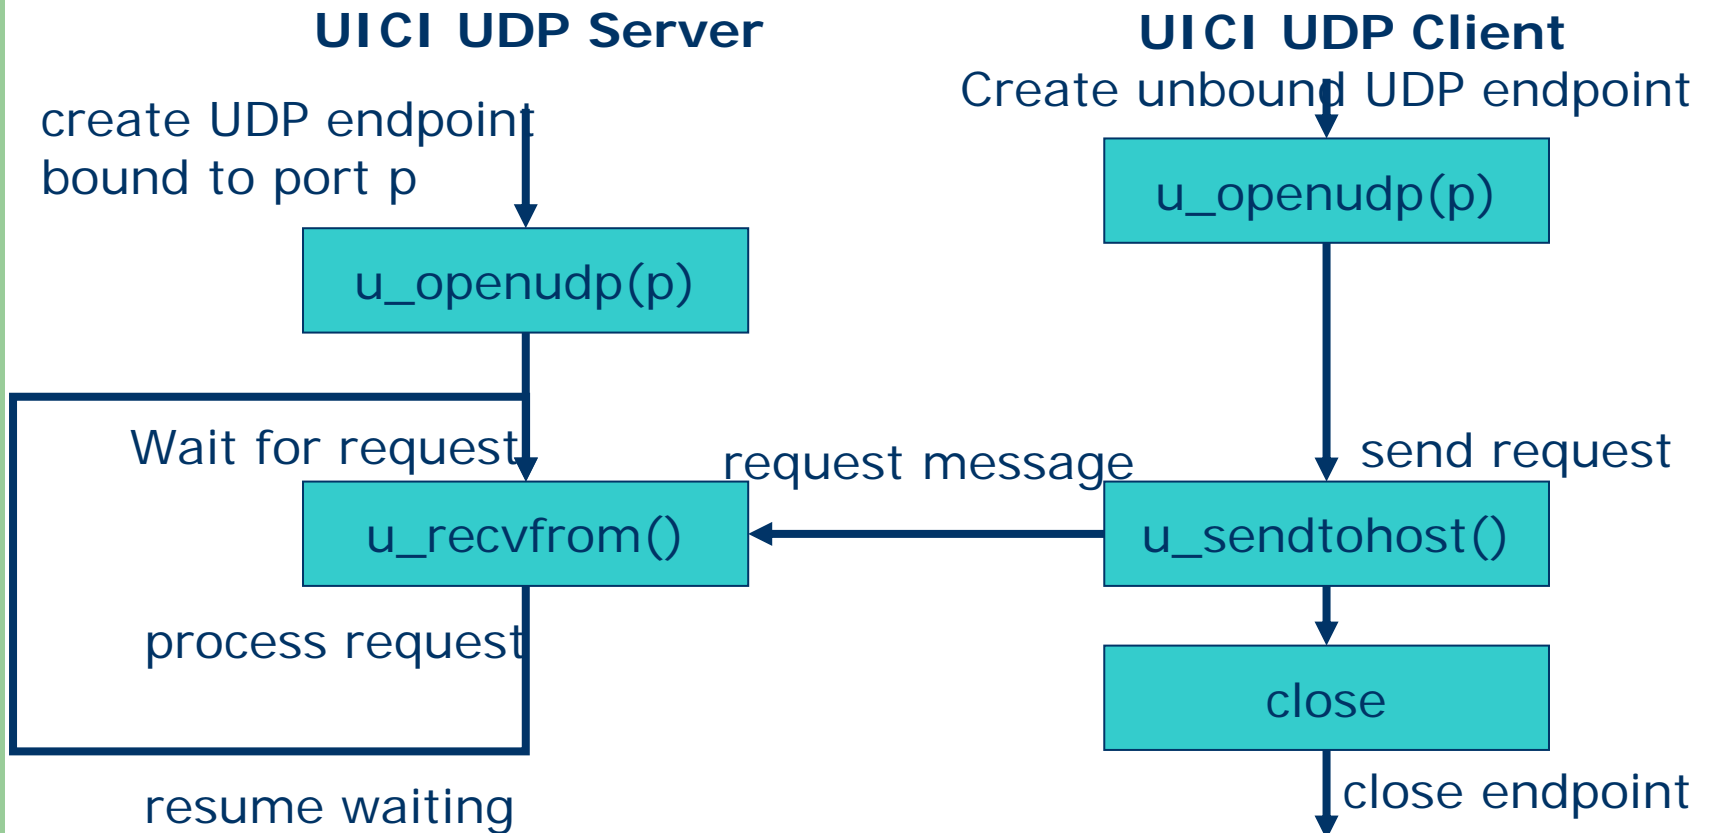 UICI UDP Server
create UDP endpoint
bound to port p
u_openudp(p)
Wait for request
u_recvfrom()
process request
resume waiting
request message
UICI UDP Client
Create unbound UDP endpoint
u_openudp(p)
send request
u_sendtohost()
close
close endpoint